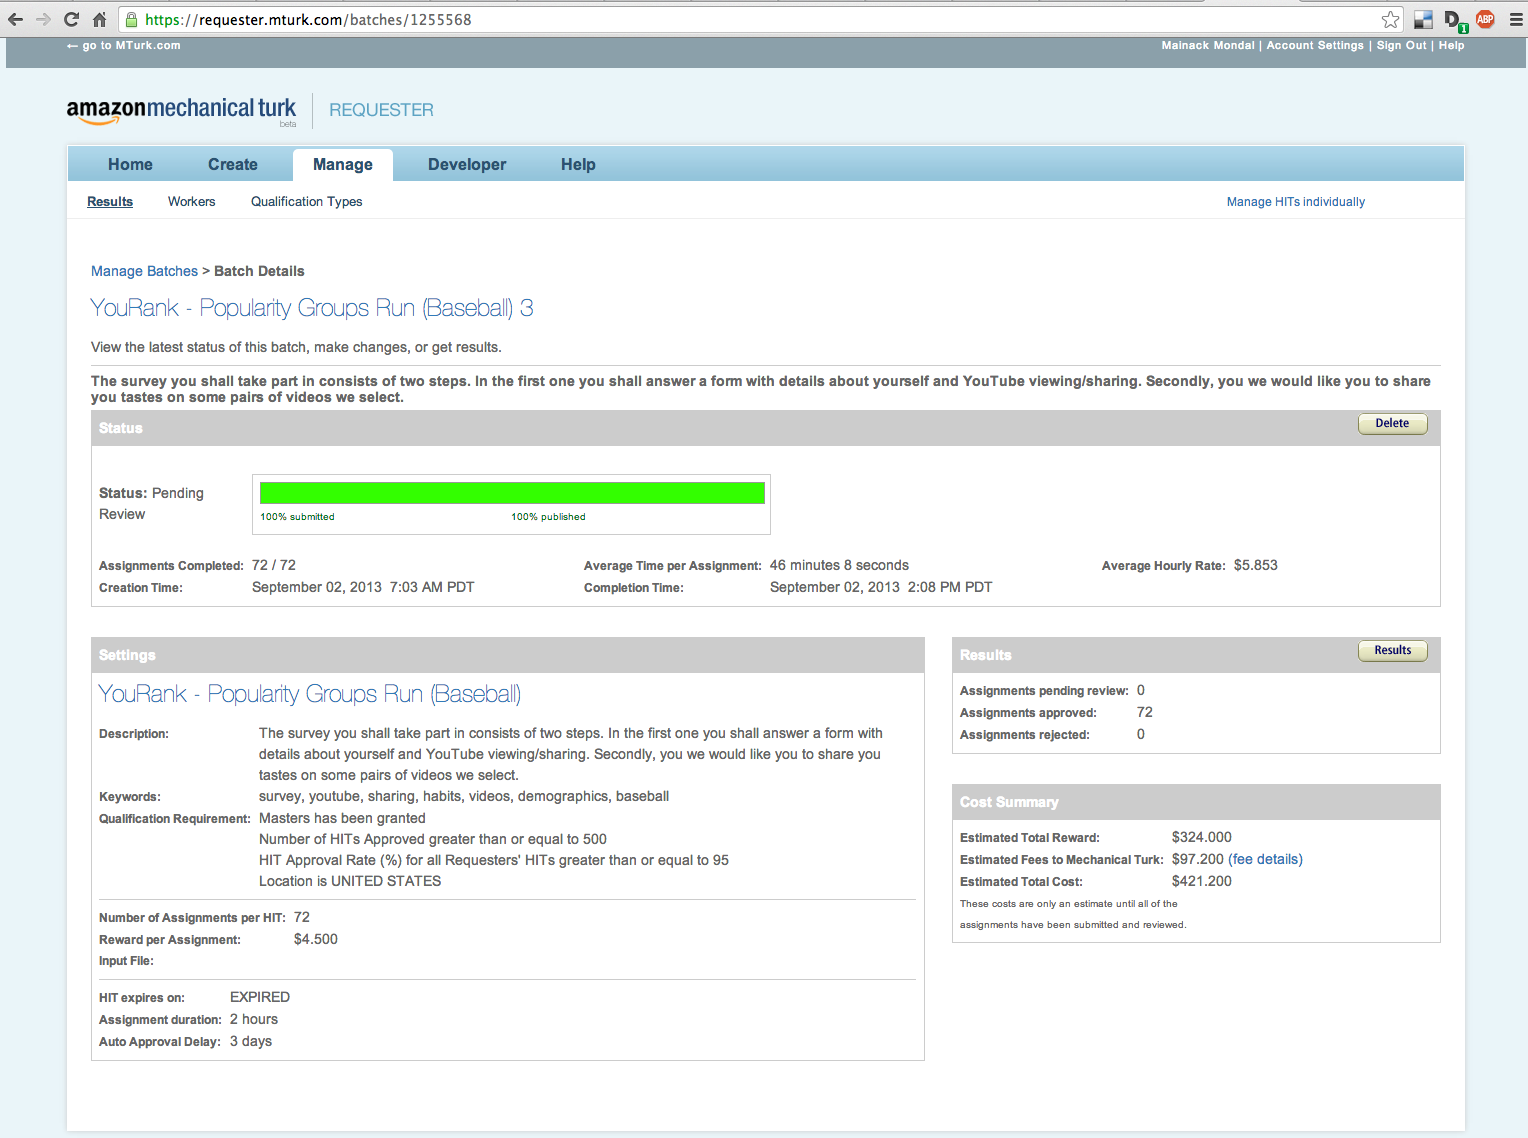 https://requester.mturk.com/batches/1255568
ABP
1
← go to MTurk.com
Mainack Mondal | Account Settings | Sign Out | Help
amazonmechanical turk
beta
REQUESTER
Home Create Manage Developer Help
Results Workers Qualification Types Manage HITs individually
Manage Batches > Batch Details
YouRank - Popularity Groups Run (Baseball) 3
View the latest status of this batch, make changes, or get results.
The survey you shall take part in consists of two steps. In the first one you shall answer a form with details about yourself and YouTube viewing/sharing. Secondly, you we would like you to share
you tastes on some pairs of videos we select.
Status Delete
Status: Pending
Review
100% submitted 100% published
Assignments Completed: 72 / 72 Average Time per Assignment: 46 minutes 8 seconds Average Hourly Rate: $5.853
Creation Time: September 02, 2013 7:03 AM PDT Completion Time: September 02, 2013 2:08 PM PDT
Settings
YouRank - Popularity Groups Run (Baseball)
Description: The survey you shall take part in consists of two steps. In the first one you shall answer a form with
details about yourself and YouTube viewing/sharing. Secondly, you we would like you to share you
tastes on some pairs of videos we select.
Keywords: survey, youtube, sharing, habits, videos, demographics, baseball
Qualification Requirement: Masters has been granted
Number of HITs Approved greater than or equal to 500
HIT Approval Rate (%) for all Requesters' HITs greater than or equal to 95
Location is UNITED STATES
Number of Assignments per HIT: 72
Reward per Assignment: $4.500
Input File:
HIT expires on: EXPIRED
Assignment duration: 2 hours
Auto Approval Delay: 3 days
Results Results
Assignments pending review: 0
Assignments approved: 72
Assignments rejected: 0
Cost Summary
Estimated Total Reward: $324.000
Estimated Fees to Mechanical Turk: $97.200 (fee details)
Estimated Total Cost: $421.200
These costs are only an estimate until all of the
assignments have been submitted and reviewed.